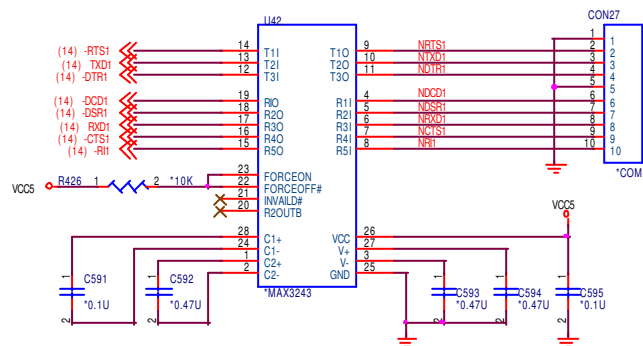 U42
CON27
(14) -RTS1 14 T1I T1O 9 NRTS1
(14) TXD1 13 T2I T2O 10 NTXD1
(14) -DTR1 12 T3I T3O 11 NDTR1
(14) -DCD1 19 RIO R1I 4 NDCD1
(14) -DSR1 18 R2O R2I 5 NDSR1
(14) RXD1 17 R3O R3I 6 NRXD1
(14) -CTS1 16 R4O R4I 7 NCTS1
(14) -RI1 15 R5O R5I 8 NRI1
1 1
2 2
3 3
4 4
5 5
6 6
7 7
8 8
9 9
10 10
*COM
23 FORCEON
22 FORCEOFF#
21 INVAILD#
20 R2OUTB
VCC5 R426 1 2 *10K
VCC5
28 C1+ VCC 26
24 C1- V+ 27
1 C2+ V- 3
2 C2- GND 25
*MAX3243
1 C591 *0.1U 2
1 C592 *0.47U 2
1 C593 *0.47U 2
1 C594 *0.47U 2
1 C595 *0.1U 2